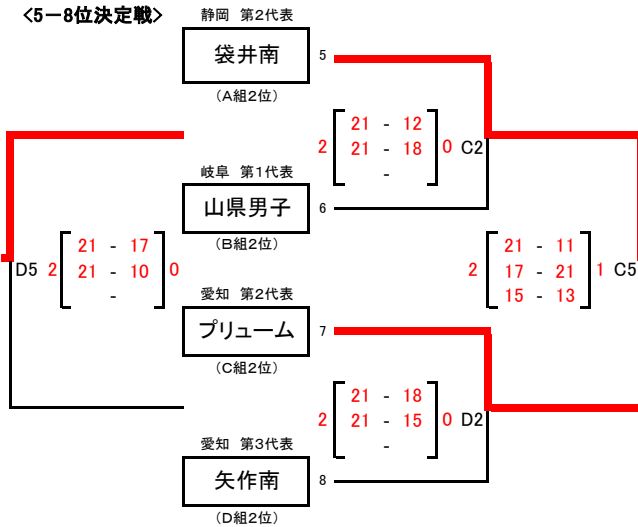 <5－8位決定戦>
静岡 第2代表
袋井南
(A組2位)
5
2
21 - 12
21 - 18
-
0
C2
岐阜 第1代表
山県男子
(B組2位)
6
D5
2
21 - 17
21 - 10
-
0
2
21 - 11
17 - 21
15 - 13
1
C5
愛知 第2代表
プリューム
(C組2位)
7
2
21 - 18
21 - 15
-
0
D2
愛知 第3代表
矢作南
(D組2位)
8